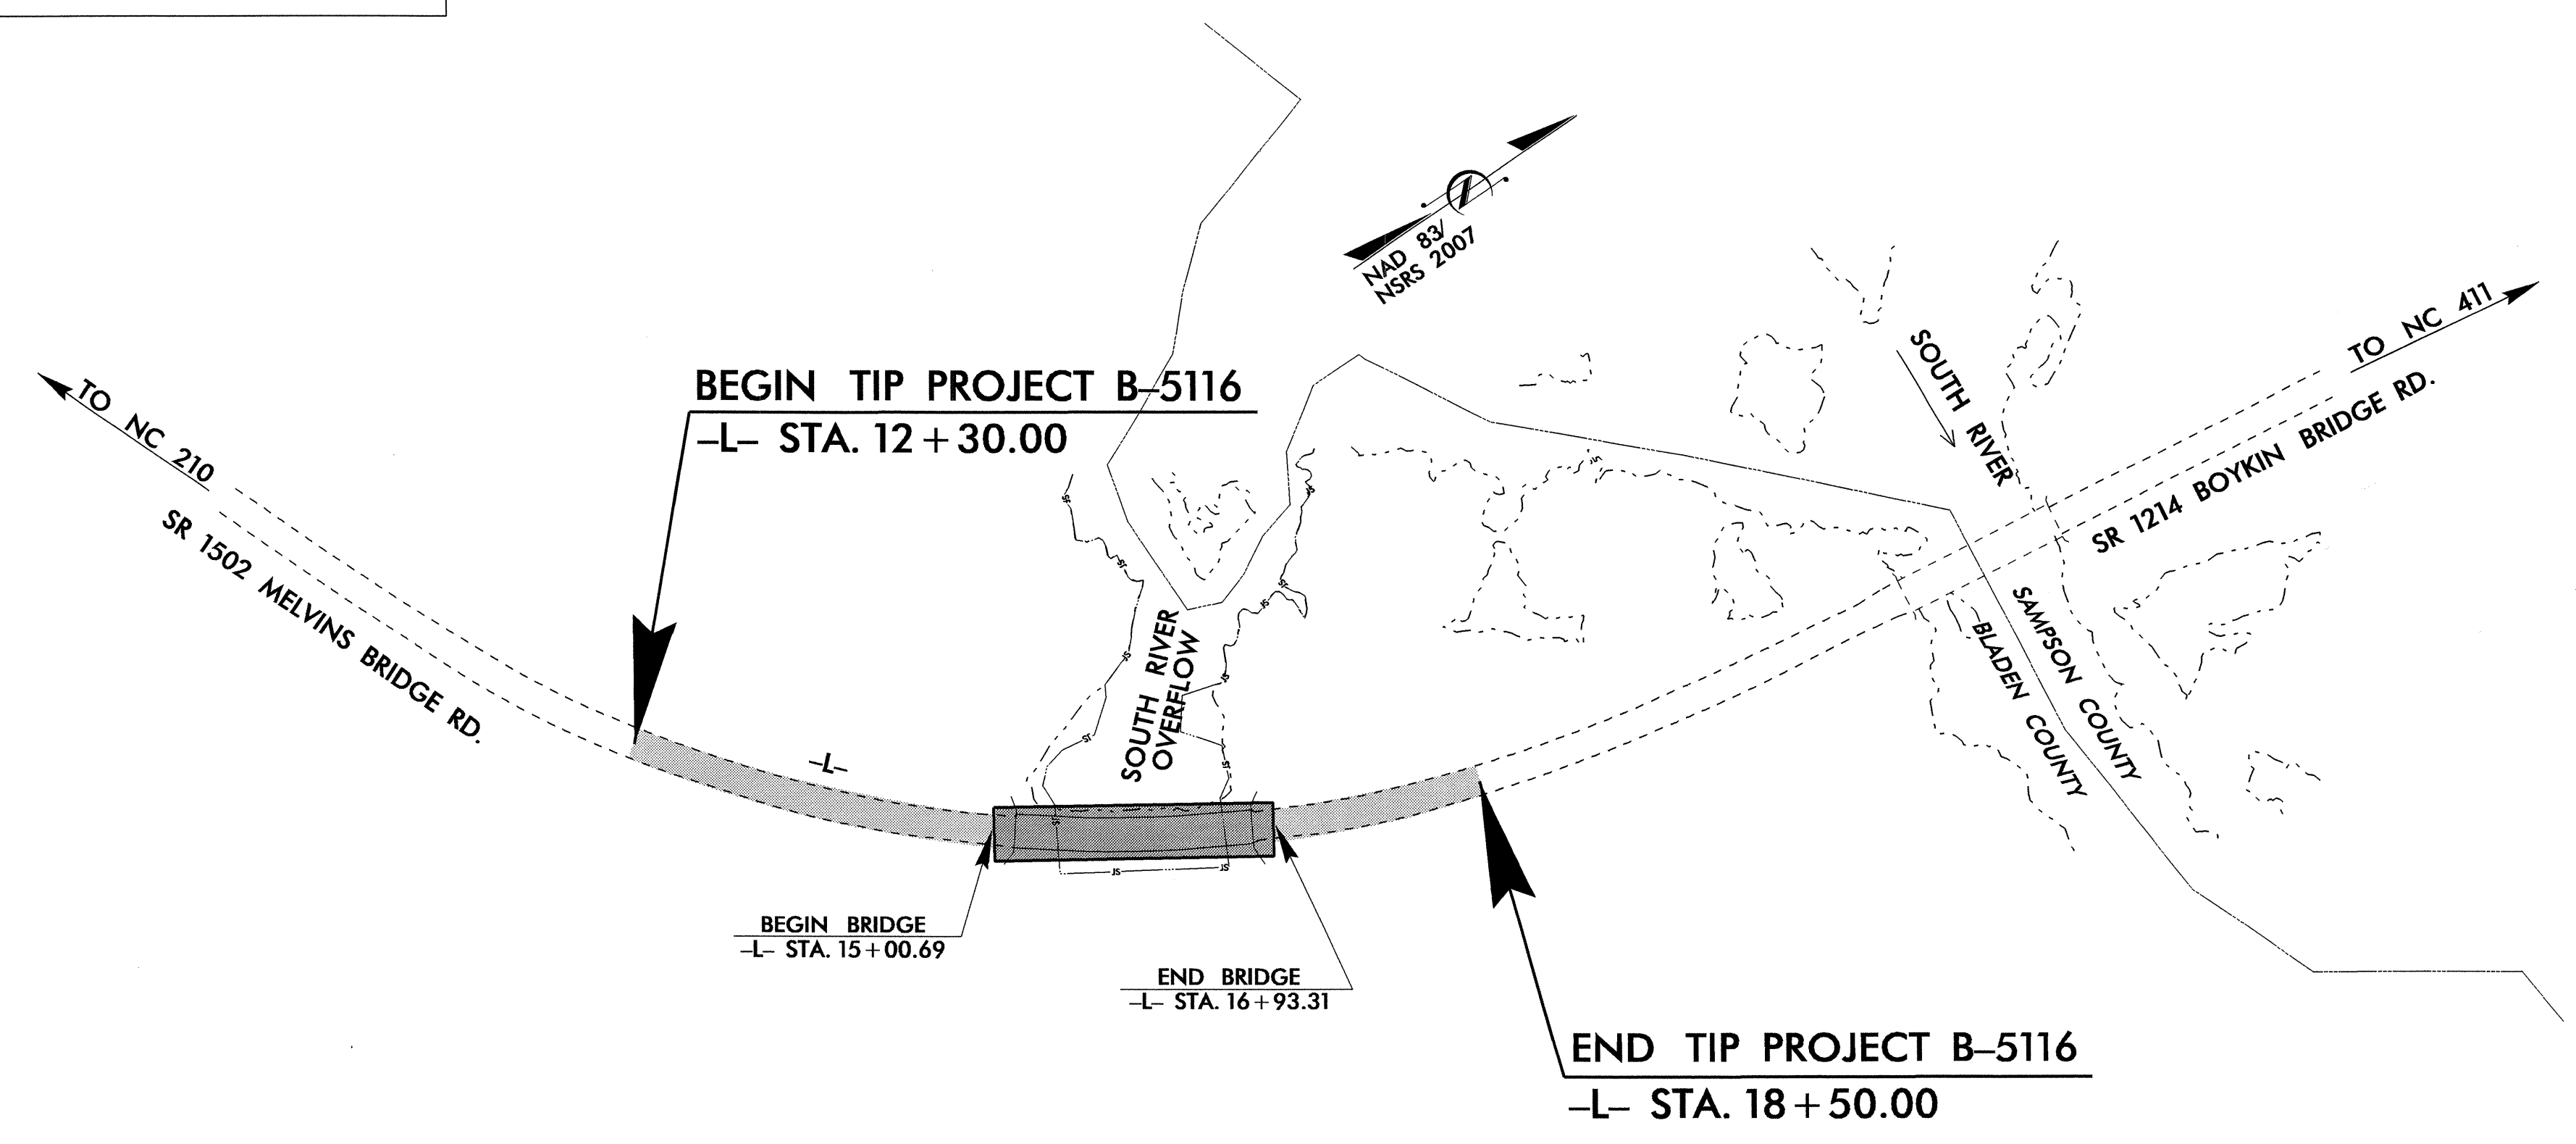 NAD 83/
NSRS 2007
TO NC 411
SOUTH RIVER
SR 1214 BOYKIN BRIDGE RD.
BEGIN TIP PROJECT B–5116
–L– STA. 12+30.00
TO NC 210
SR 1502 MELVINS BRIDGE RD.
SOUTH RIVER
OVERFLOW
SAMPSON COUNTY
BLADEN COUNTY
–L–
BEGIN BRIDGE
–L– STA. 15+00.69
END BRIDGE
–L– STA. 16+93.31
END TIP PROJECT B–5116
–L– STA. 18+50.00